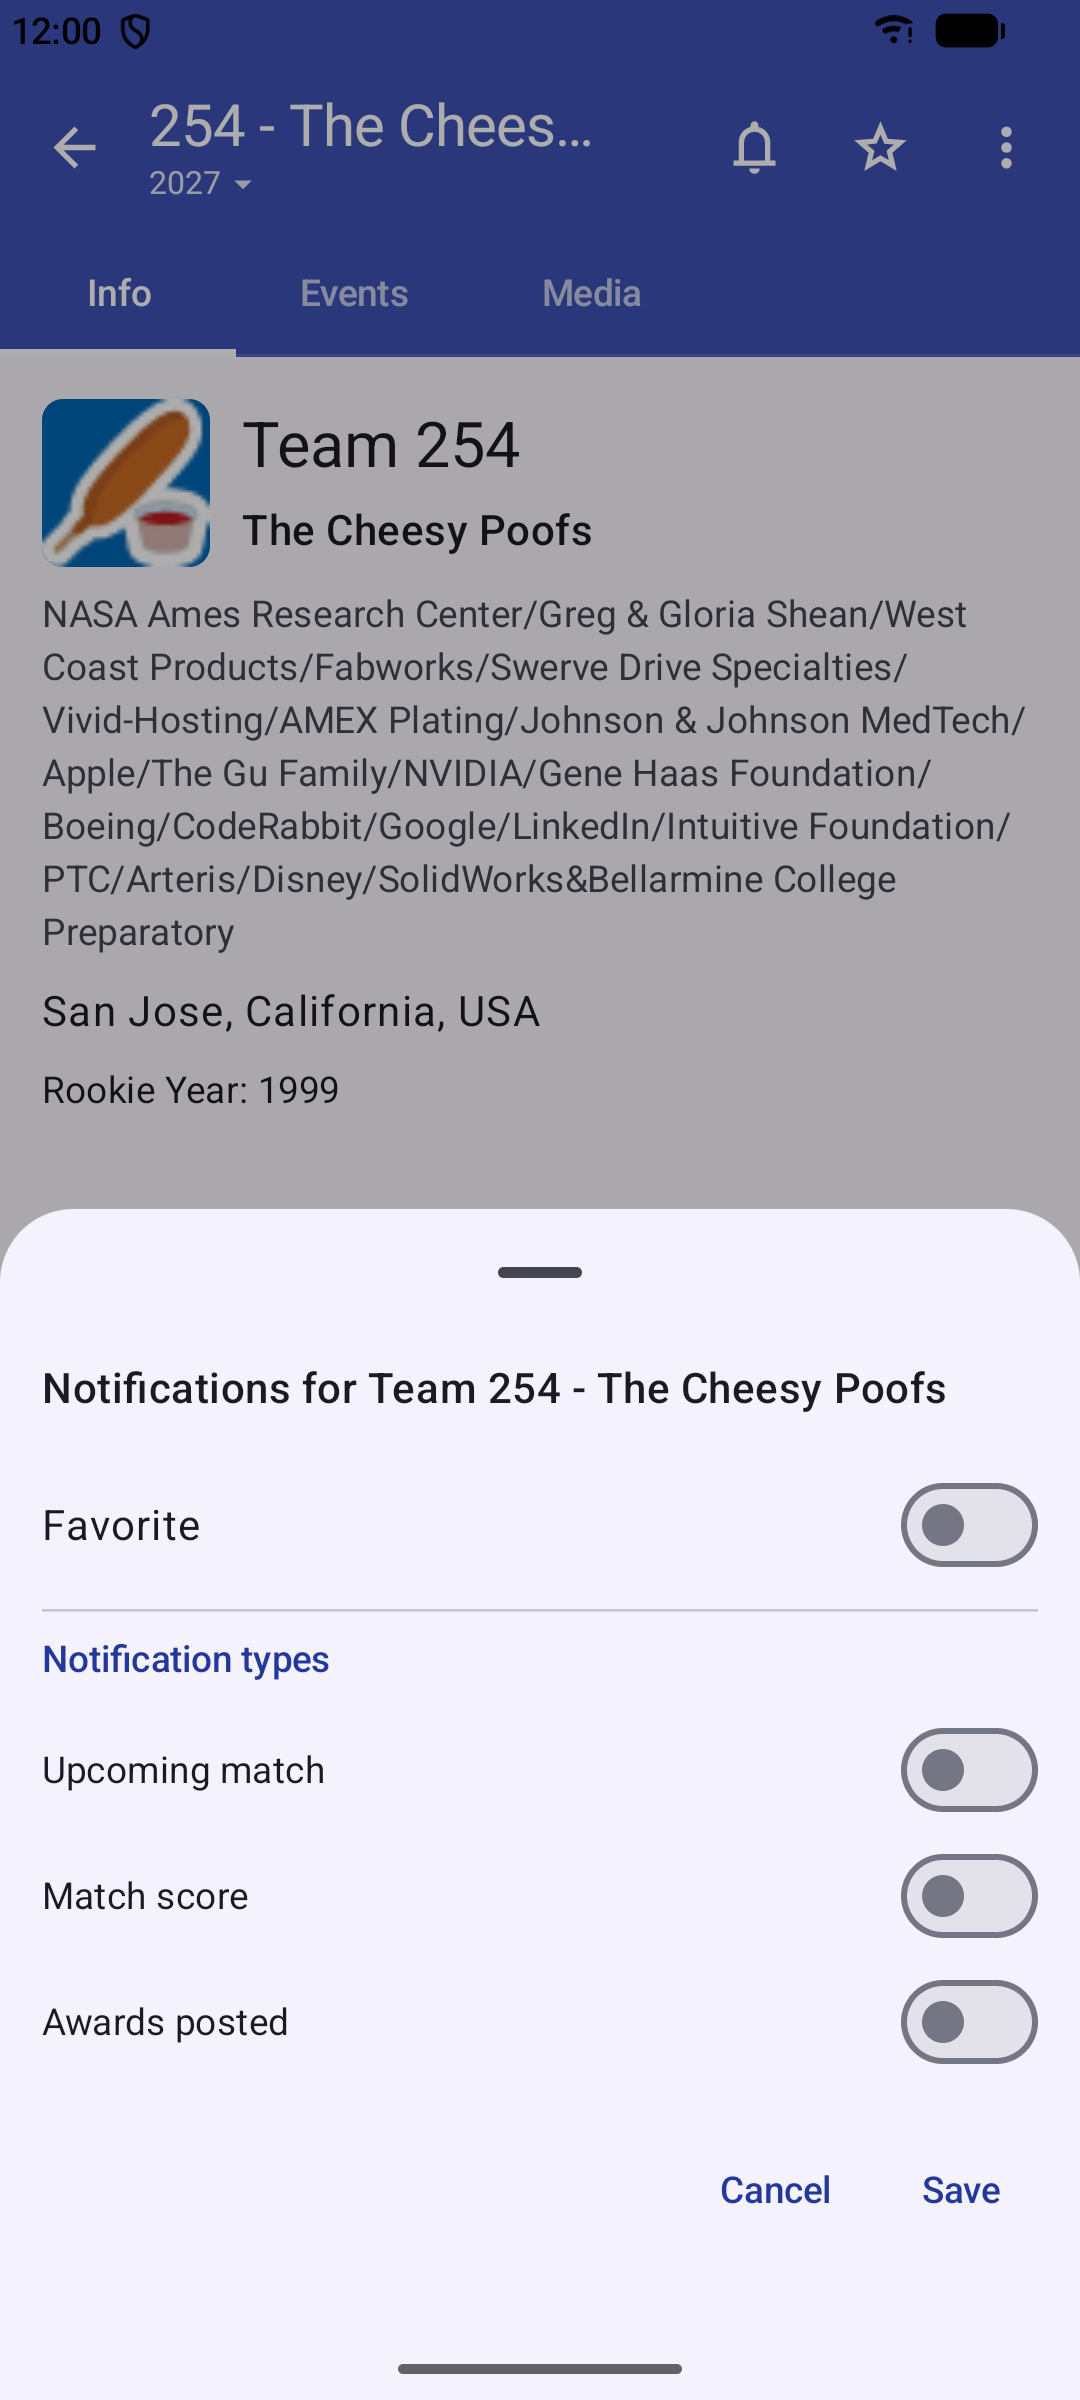 12:00
254 - The Chees...
2027
Info
Events
Media
Team 254
The Cheesy Poofs
NASA Ames Research Center/Greg & Gloria Shean/West
Coast Products/Fabworks/Swerve Drive Specialties/
Vivid-Hosting/AMEX Plating/Johnson & Johnson MedTech/
Apple/The Gu Family/NVIDIA/Gene Haas Foundation/
Boeing/CodeRabbit/Google/LinkedIn/Intuitive Foundation/
PTC/Arteris/Disney/SolidWorks&Bellarmine College
Preparatory
San Jose, California, USA
Rookie Year: 1999
Notifications for Team 254 - The Cheesy Poofs
Favorite
Notification types
Upcoming match
Match score
Awards posted
Cancel
Save